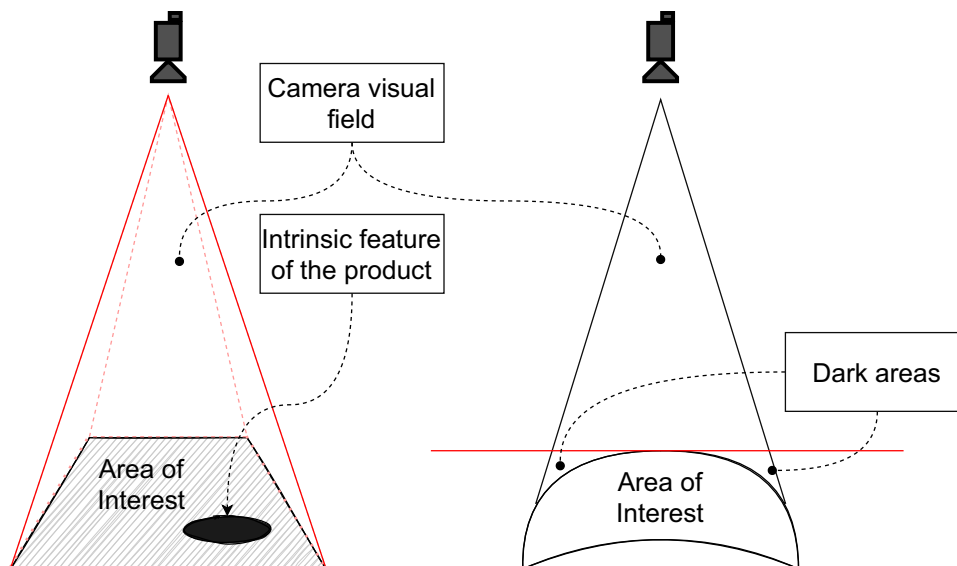 Camera visual
field
Intrinsic feature
of the product
Dark areas
Area of
Interest
Area of
Interest